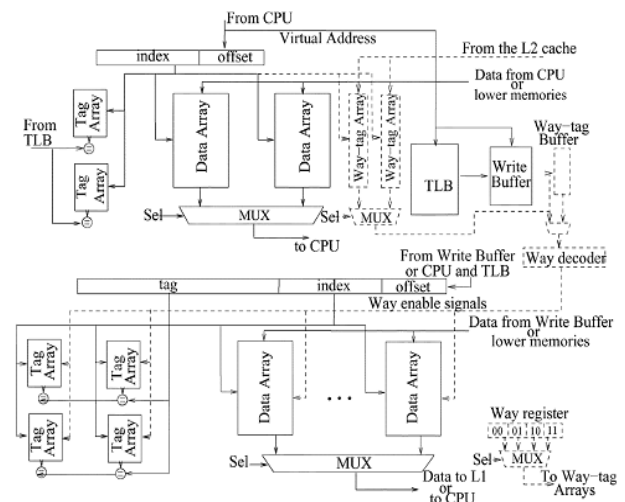 From CPU
Virtual Address
From the L2 cache
index
offset
Data from CPU
or
lower memories
Tag
Array
From
TLB
Tag
Array
Data Array
Data Array
Way-tag Array
Way-tag Array
TLB
Write
Buffer
Way-tag
Buffer
Sel
MUX
Sel
MUX
to CPU
Way decoder
From Write Buffer
or CPU and TLB
tag
index
offset
Way enable signals
Data from Write Buffer
or
lower memories
Tag
Array
Tag
Array
Tag
Array
Tag
Array
Data Array
...
Data Array
Way register
00 01 10 11
Sel
MUX
Sel
MUX
Data to L1
or
to CPU
To Way-tag
Arrays